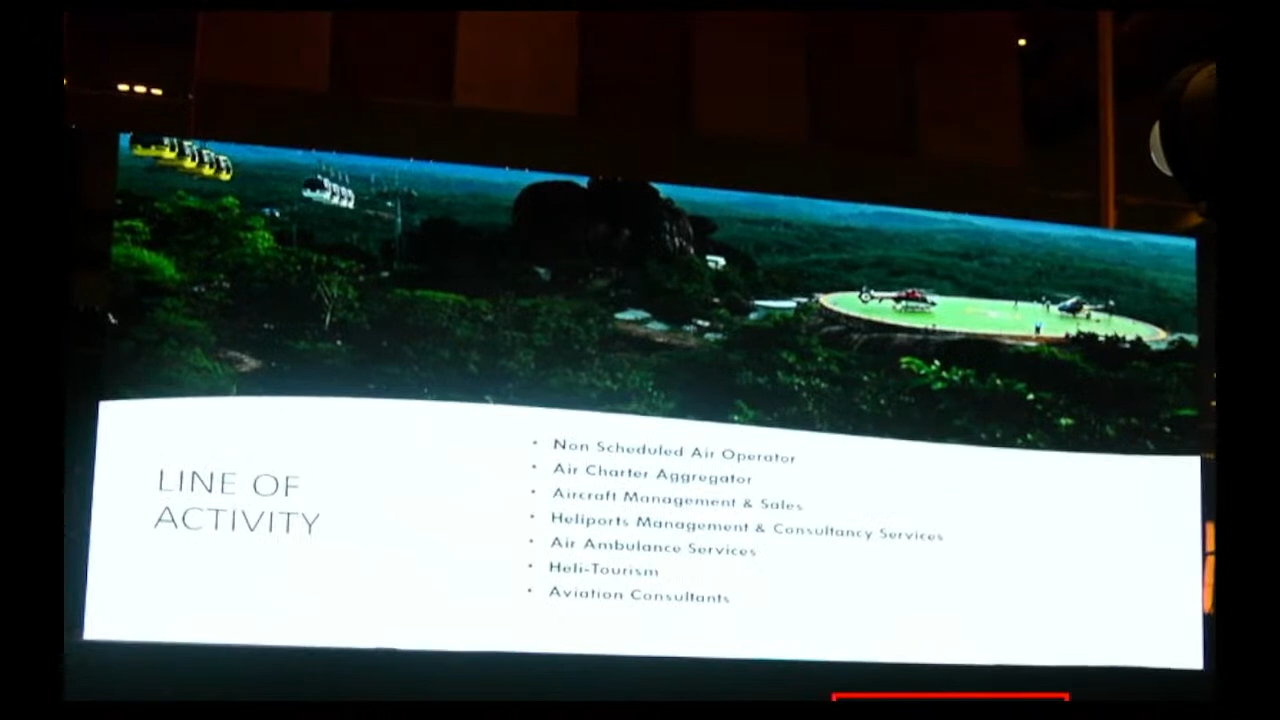 LINE OF
ACTIVITY
• Non Scheduled Air Operator
• Air Charter Aggregator
• Aircraft Management & Sales
• Heliports Management & Consultancy Services
• Air Ambulance Services
• Heli-Tourism
• Aviation Consultants